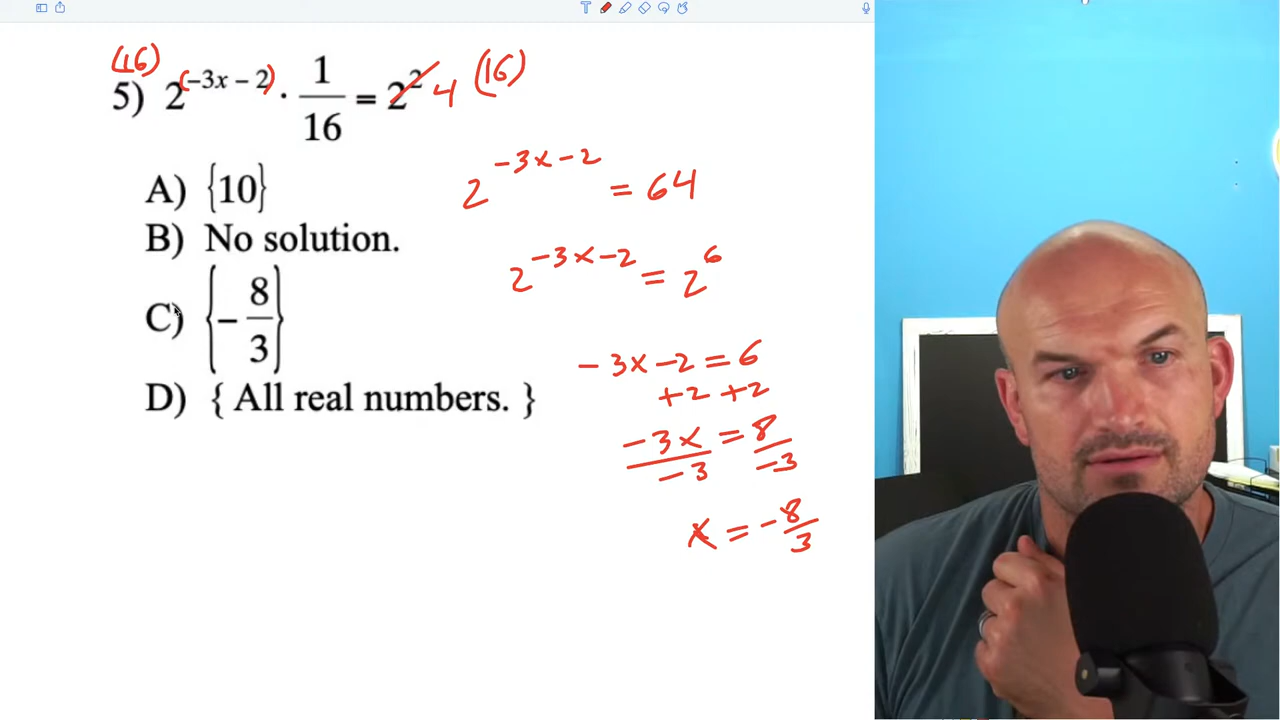 (16)
5) 2^(-3x - 2) · 1/16 = 2^2 4 (16)
2^-3x-2 = 64
A) {10}
B) No solution.
2^-3x-2 = 2^6
C) {- 8/3}
-3x-2 = 6
+2 +2
D) { All real numbers. }
-3x/-3 = 8/-3
x = -8/3